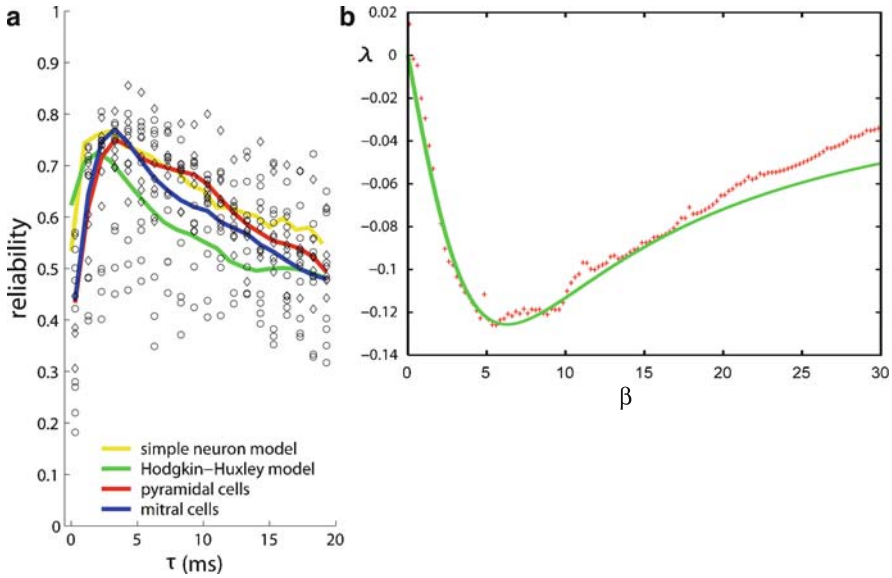 a
1
0.9
0.8
0.7
0.6
0.5
0.4
0.3
0.2
0.1
0
reliability
0 5 10 15 20
τ (ms)
simple neuron model
Hodgkin–Huxley model
pyramidal cells
mitral cells
b
0.02
0
−0.02
−0.04
−0.06
−0.08
−0.1
−0.12
−0.14
λ
0 5 10 15 20 25 30
β